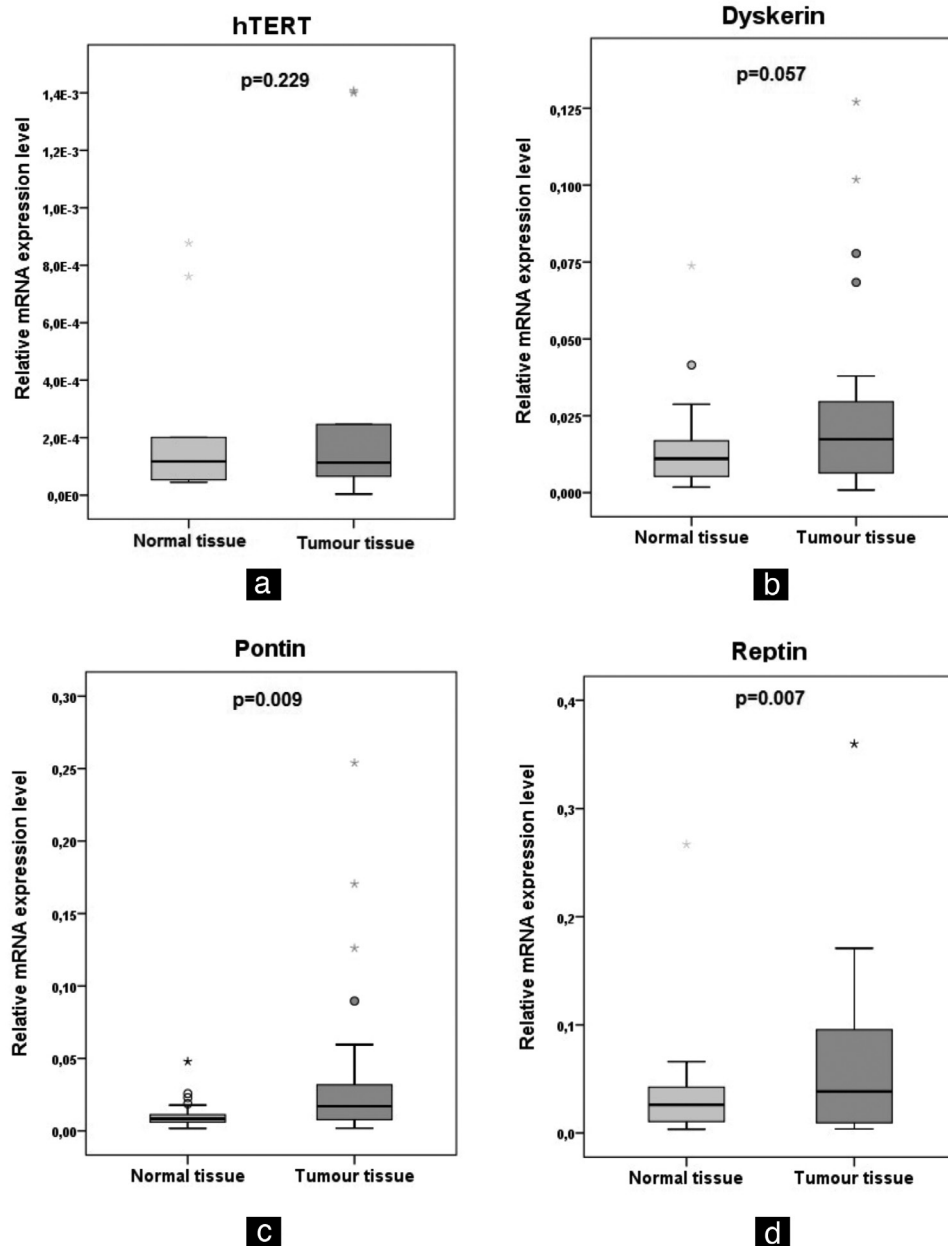 hTERT
p=0.229
Relative mRNA expression level
1,4E-3
1,2E-3
1,0E-3
8,0E-4
6,0E-4
4,0E-4
2,0E-4
0,0E0
Normal tissue
Tumour tissue
a
Dyskerin
p=0.057
Relative mRNA expression level
0,125
0,100
0,075
0,050
0,025
0,000
Normal tissue
Tumour tissue
b
Pontin
p=0.009
Relative mRNA expression level
0,30
0,25
0,20
0,15
0,10
0,05
0,00
Normal tissue
Tumour tissue
c
Reptin
p=0.007
Relative mRNA expression level
0,4
0,3
0,2
0,1
0,0
Normal tissue
Tumour tissue
d